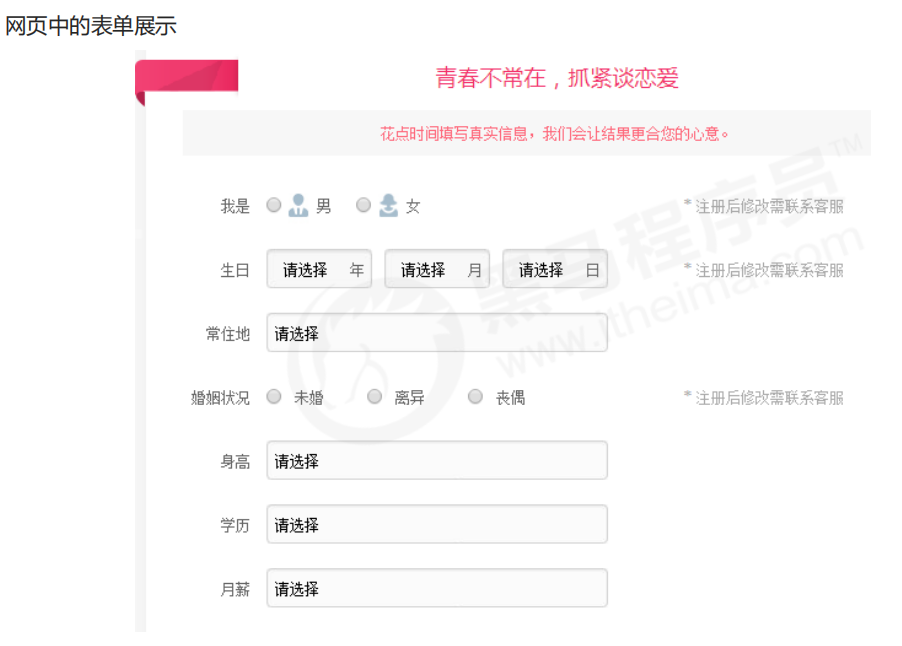 网页中的表单展示
青春不常在，抓紧谈恋爱
花点时间填写真实信息，我们会让结果更合您的心意。
我是 男 女 * 注册后修改需联系客服
生日 请选择 年 请选择 月 请选择 日 * 注册后修改需联系客服
常住地 请选择
婚姻状况 未婚 离异 丧偶 * 注册后修改需联系客服
身高 请选择
学历 请选择
月薪 请选择
黑马程序员™
www.itheima.com